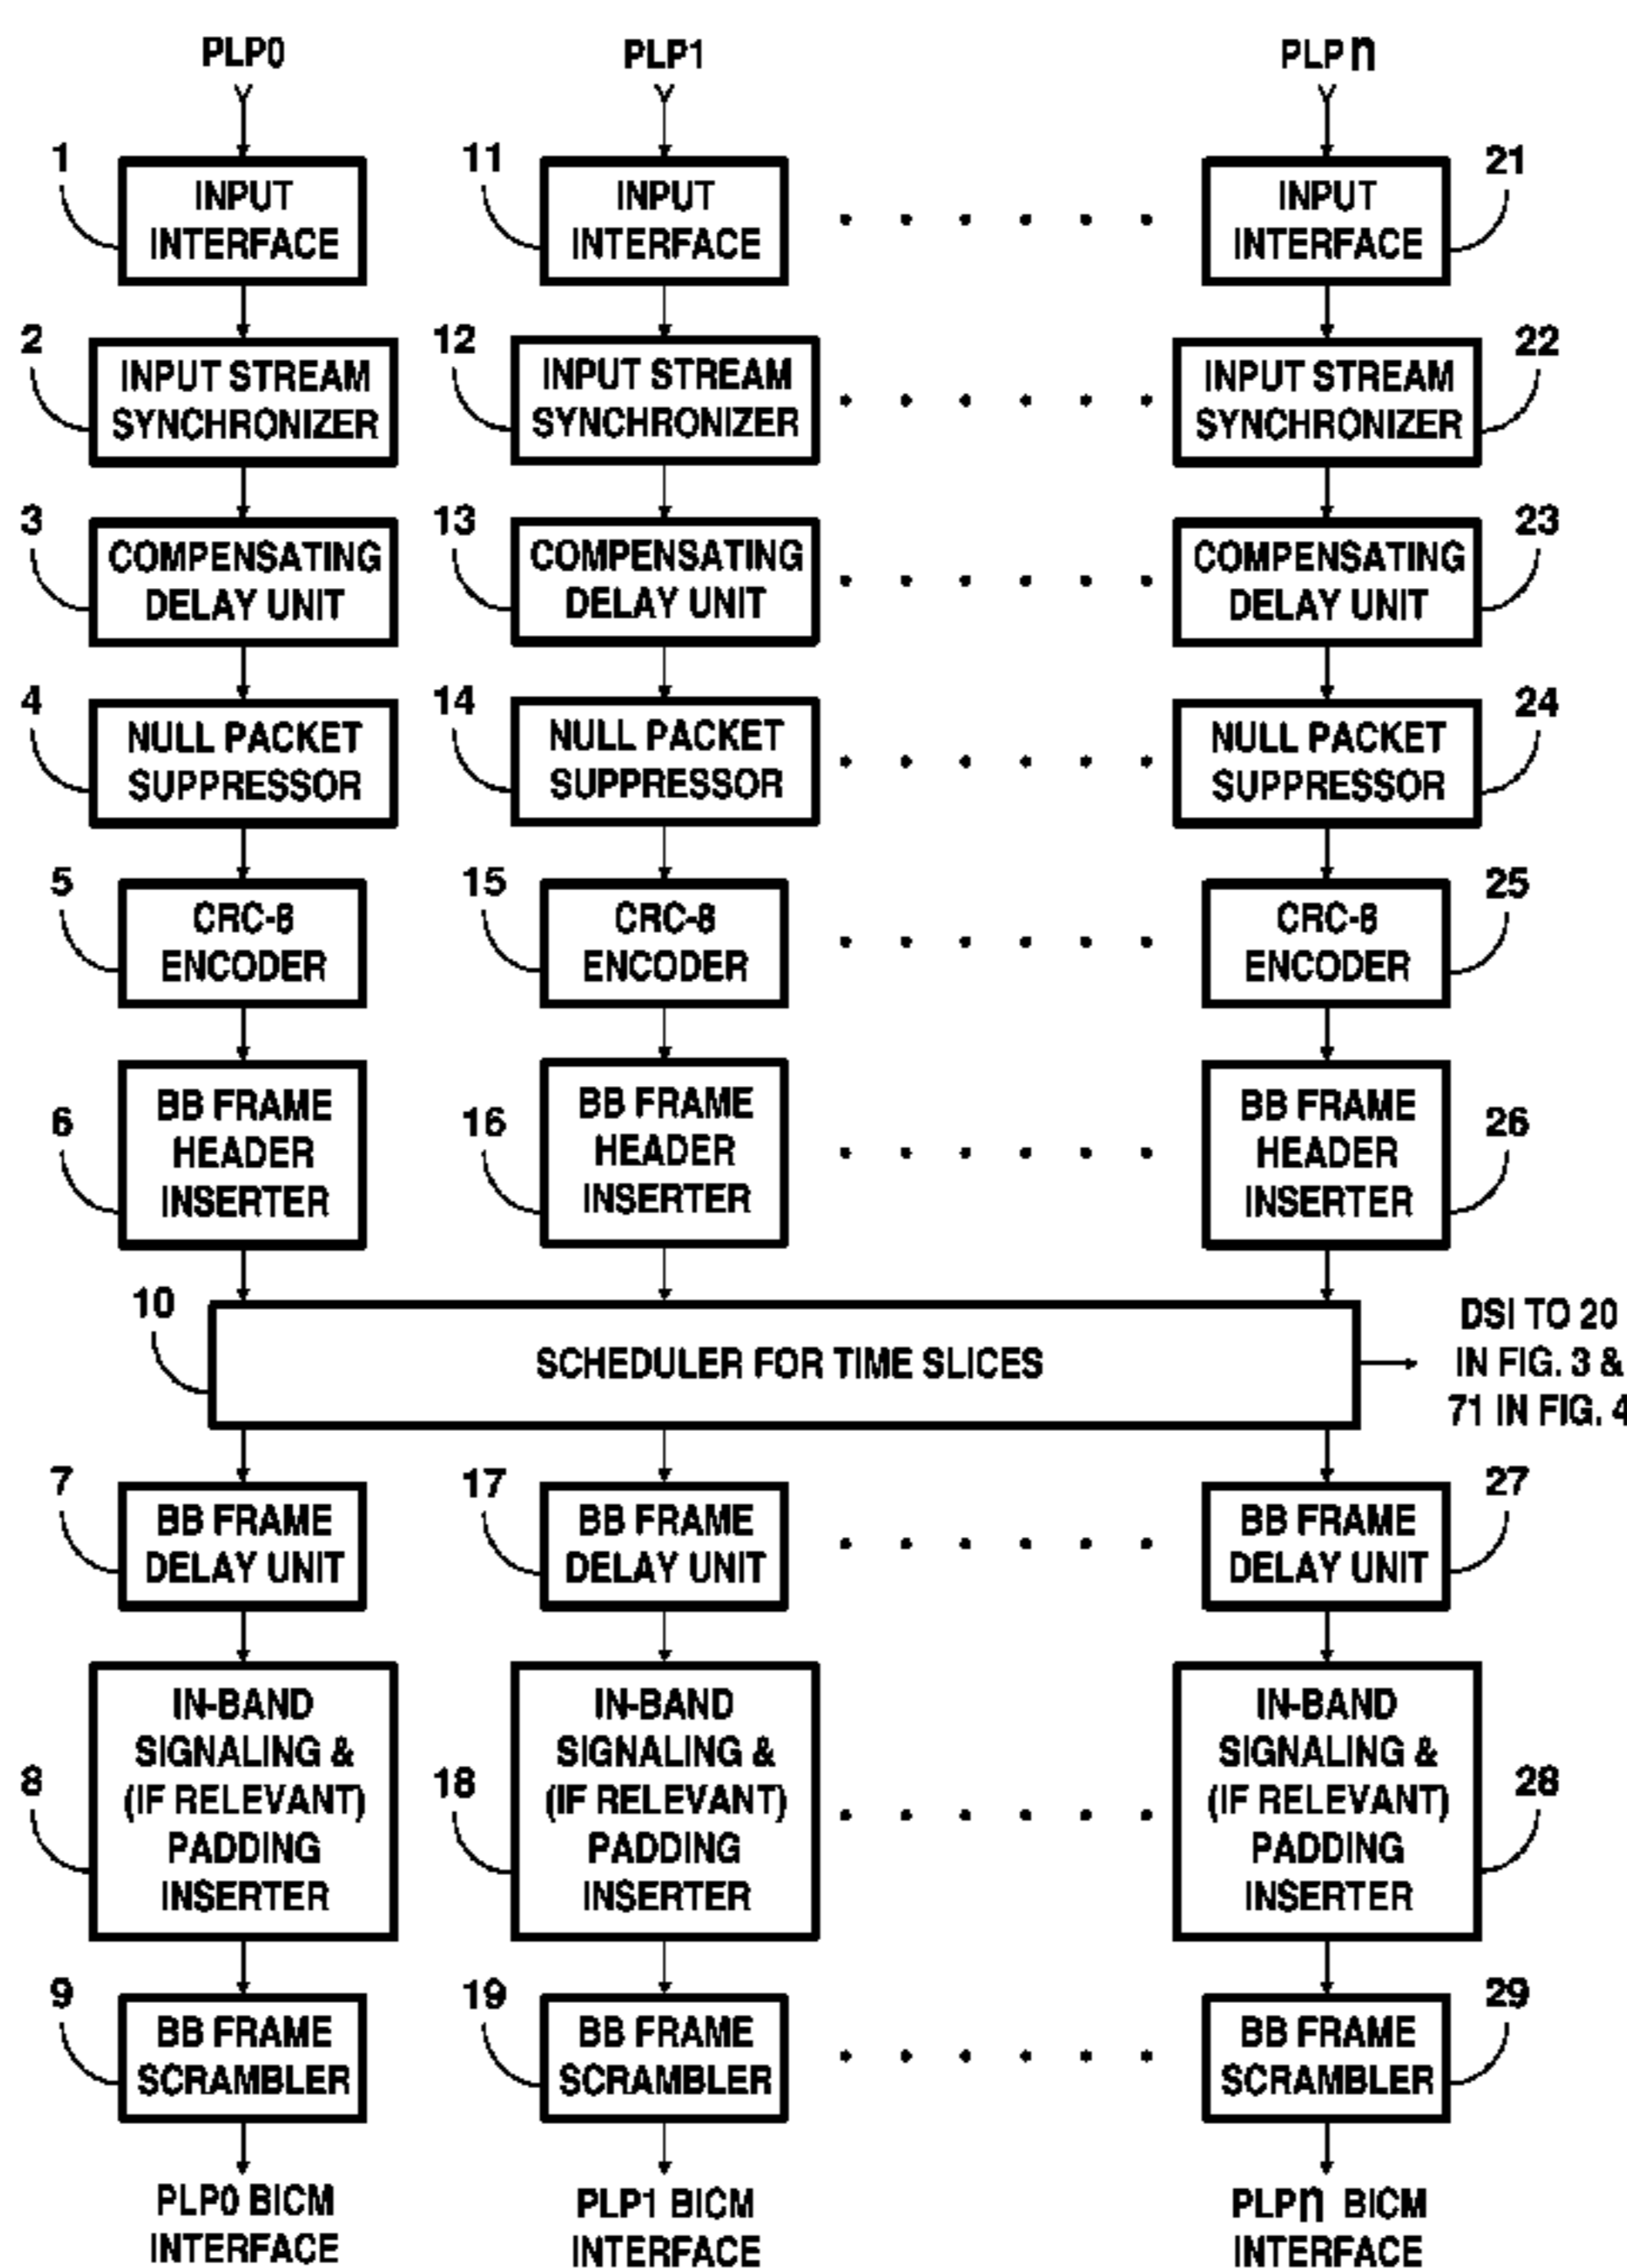 PLP0
PLP1
PLPn
1
INPUT
INTERFACE
11
INPUT
INTERFACE
21
INPUT
INTERFACE
2
INPUT STREAM
SYNCHRONIZER
12
INPUT STREAM
SYNCHRONIZER
22
INPUT STREAM
SYNCHRONIZER
3
COMPENSATING
DELAY UNIT
13
COMPENSATING
DELAY UNIT
23
COMPENSATING
DELAY UNIT
4
NULL PACKET
SUPPRESSOR
14
NULL PACKET
SUPPRESSOR
24
NULL PACKET
SUPPRESSOR
5
CRC-8
ENCODER
15
CRC-8
ENCODER
25
CRC-8
ENCODER
6
BB FRAME
HEADER
INSERTER
16
BB FRAME
HEADER
INSERTER
26
BB FRAME
HEADER
INSERTER
10
SCHEDULER FOR TIME SLICES
DSI TO 20
IN FIG. 3 &
71 IN FIG. 4
7
BB FRAME
DELAY UNIT
17
BB FRAME
DELAY UNIT
27
BB FRAME
DELAY UNIT
8
IN-BAND
SIGNALING &
(IF RELEVANT)
PADDING
INSERTER
18
IN-BAND
SIGNALING &
(IF RELEVANT)
PADDING
INSERTER
28
IN-BAND
SIGNALING &
(IF RELEVANT)
PADDING
INSERTER
9
BB FRAME
SCRAMBLER
19
BB FRAME
SCRAMBLER
29
BB FRAME
SCRAMBLER
PLP0 BICM
INTERFACE
PLP1 BICM
INTERFACE
PLPn BICM
INTERFACE